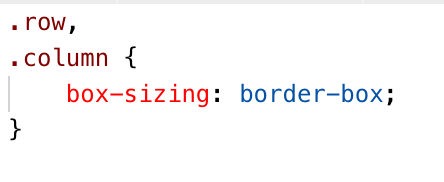 .row,
.column {
    box-sizing: border-box;
}